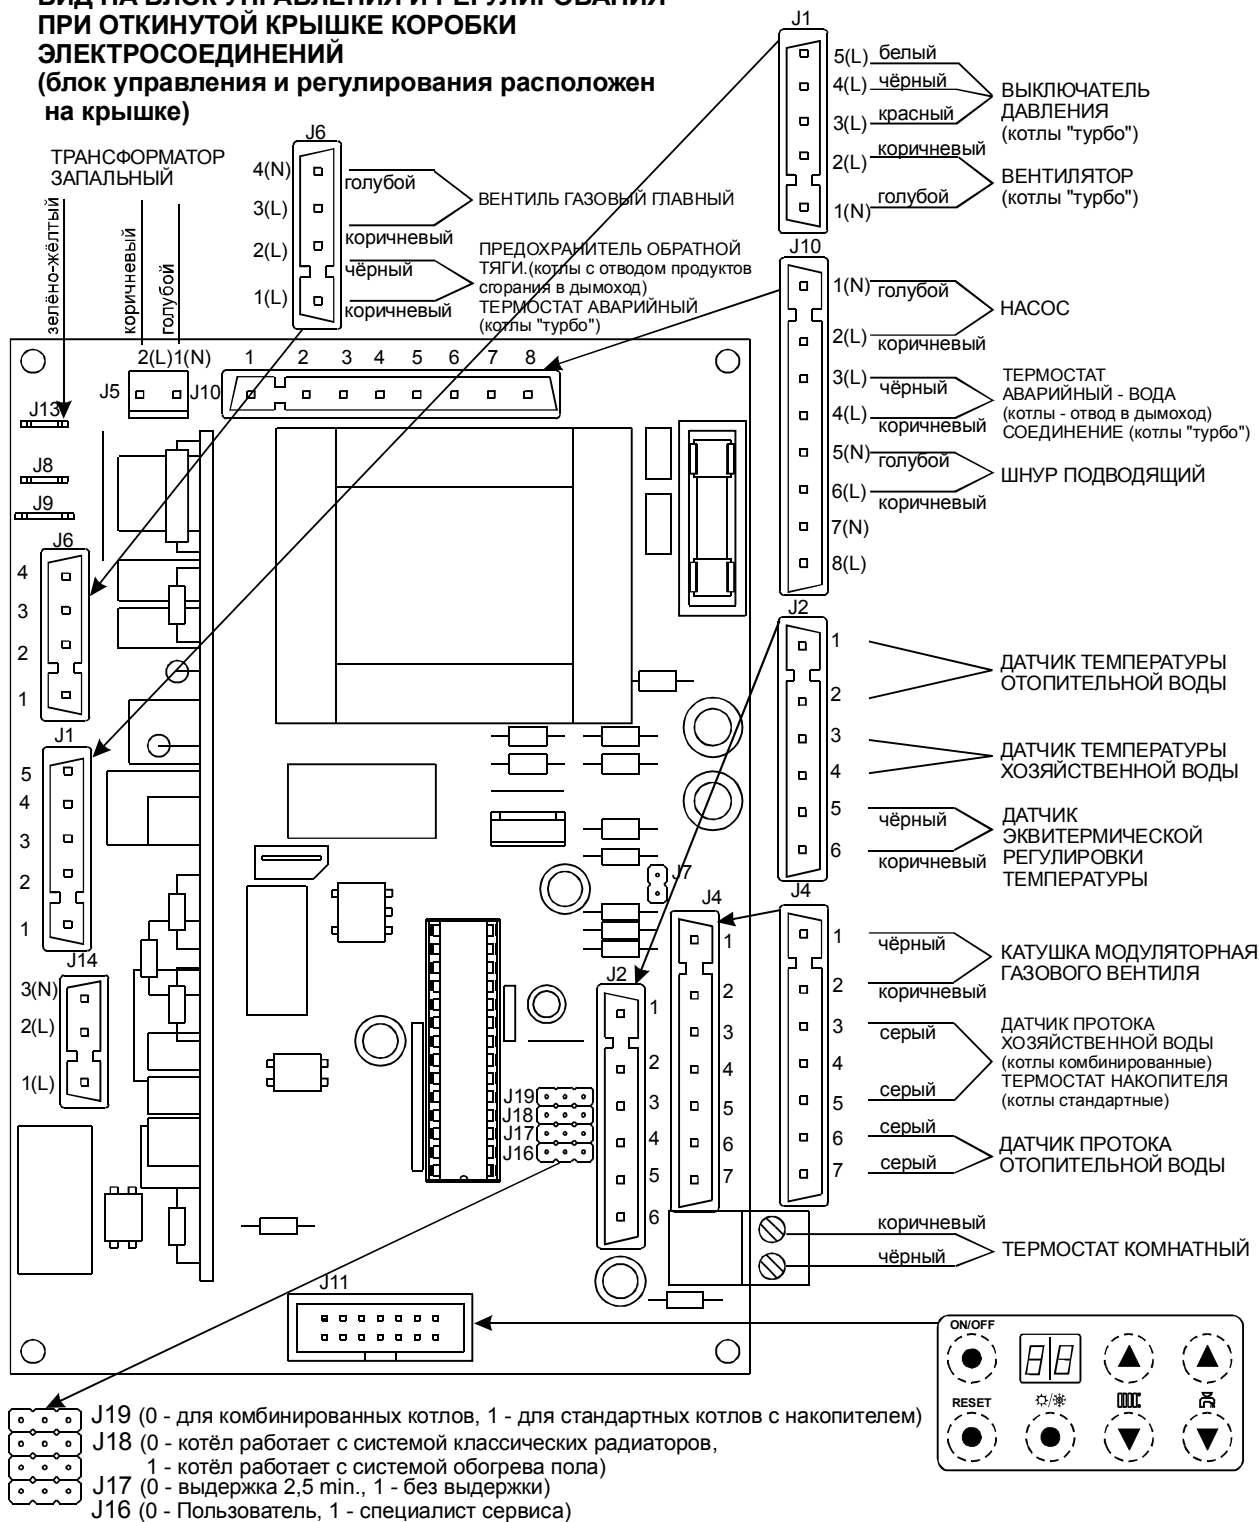 ВИД НА БЛОК УПРАВЛЕНИЯ И РЕГУЛИРОВАНИЯ
ПРИ ОТКИНУТОЙ КРЫШКЕ КОРОБКИ
ЭЛЕКТРОСОЕДИНЕНИЙ
(блок управления и регулирования расположен
на крышке)
J1
5(L) белый
4(L) чёрный
3(L) красный
ВЫКЛЮЧАТЕЛЬ
ДАВЛЕНИЯ
(котлы "турбо")
2(L) коричневый
1(N) голубой
ВЕНТИЛЯТОР
(котлы "турбо")
ТРАНСФОРМАТОР
ЗАПАЛЬНЫЙ
зелёно-жёлтый
коричневый
голубой
J6
4(N) голубой
3(L) коричневый
ВЕНТИЛЬ ГАЗОВЫЙ ГЛАВНЫЙ
2(L) чёрный
1(L) коричневый
ПРЕДОХРАНИТЕЛЬ ОБРАТНОЙ
ТЯГИ.(котлы с отводом продуктов
сгорания в дымоход)
ТЕРМОСТАТ АВАРИЙНЫЙ
(котлы "турбо")
J10
1(N) голубой
2(L) коричневый
НАСОС
3(L) чёрный
4(L) коричневый
ТЕРМОСТАТ
АВАРИЙНЫЙ - ВОДА
(котлы - отвод в дымоход)
СОЕДИНЕНИЕ (котлы "турбо")
5(N) голубой
6(L) коричневый
ШНУР ПОДВОДЯЩИЙ
7(N)
8(L)
2(L) 1(N)
J5
J10
1 2 3 4 5 6 7 8
J13
J8
J9
J6
4
3
2
1
J1
5
4
3
2
1
J14
3(N)
2(L)
1(L)
J2
1
2
ДАТЧИК ТЕМПЕРАТУРЫ
ОТОПИТЕЛЬНОЙ ВОДЫ
3
4
ДАТЧИК ТЕМПЕРАТУРЫ
ХОЗЯЙСТВЕННОЙ ВОДЫ
5 чёрный
6 коричневый
ДАТЧИК
ЭКВИТЕРМИЧЕСКОЙ
РЕГУЛИРОВКИ
ТЕМПЕРАТУРЫ
J7
J4
1
2
3
4
5
6
7
J4
1 чёрный
2 коричневый
КАТУШКА МОДУЛЯТОРНАЯ
ГАЗОВОГО ВЕНТИЛЯ
3 серый
4
5 серый
ДАТЧИК ПРОТОКА
ХОЗЯЙСТВЕННОЙ ВОДЫ
(котлы комбинированные)
ТЕРМОСТАТ НАКОПИТЕЛЯ
(котлы стандартные)
6 серый
7 серый
ДАТЧИК ПРОТОКА
ОТОПИТЕЛЬНОЙ ВОДЫ
J2
1
2
3
4
5
6
J19
J18
J17
J16
коричневый
чёрный
ТЕРМОСТАТ КОМНАТНЫЙ
J11
ON/OFF
RESET
J19 (0 - для комбинированных котлов, 1 - для стандартных котлов с накопителем)
J18 (0 - котёл работает с системой классических радиаторов,
1 - котёл работает с системой обогрева пола)
J17 (0 - выдержка 2,5 min., 1 - без выдержки)
J16 (0 - Пользователь, 1 - специалист сервиса)